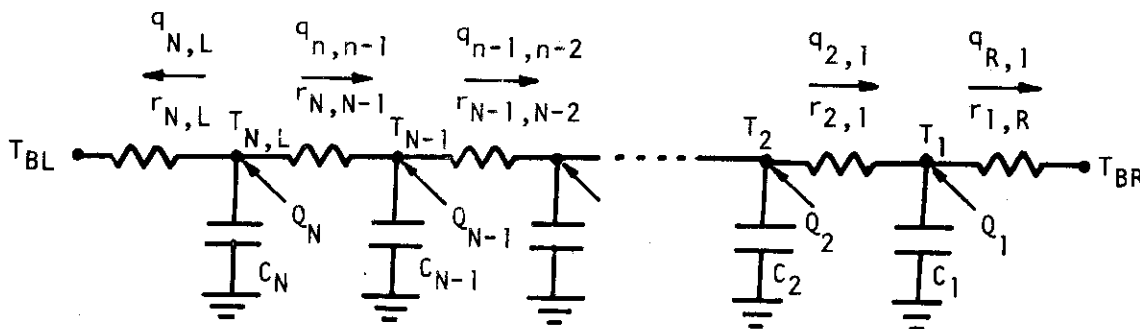 q_{N,L} q_{n,n-1} q_{n-1,n-2} q_{2,1} q_{R,1}
r_{N,L} r_{N,N-1} r_{N-1,N-2} r_{2,1} r_{1,R}
T_{BL} T_{N,L} T_{N-1} T_2 T_1 T_{BR}
Q_N Q_{N-1} Q_2 Q_1
C_N C_{N-1} C_2 C_1